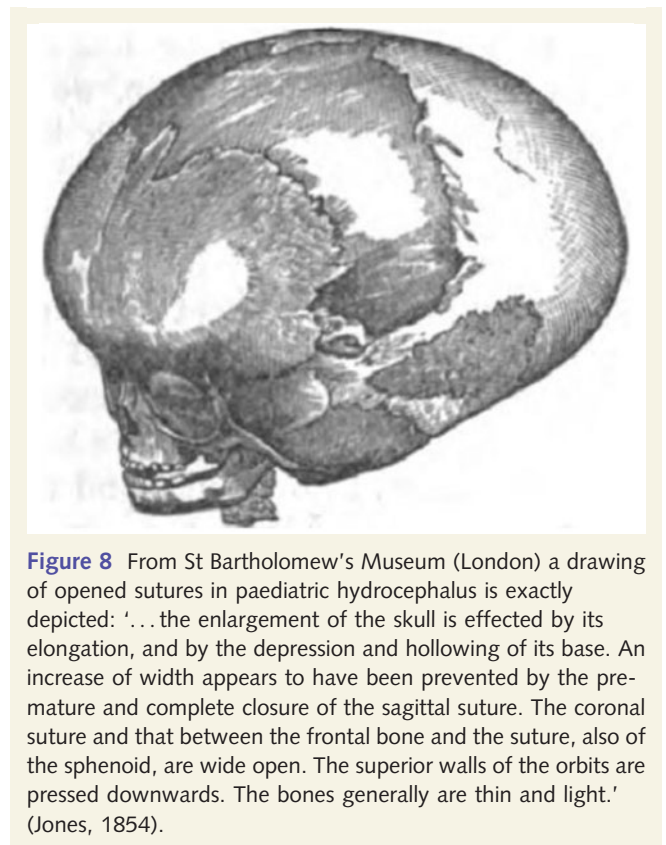 Figure 8 From St Bartholomew's Museum (London) a drawing
of opened sutures in paediatric hydrocephalus is exactly
depicted: '. . . the enlargement of the skull is effected by its
elongation, and by the depression and hollowing of its base. An
increase of width appears to have been prevented by the pre-
mature and complete closure of the sagittal suture. The coronal
suture and that between the frontal bone and the suture, also of
the sphenoid, are wide open. The superior walls of the orbits are
pressed downwards. The bones generally are thin and light.'
(Jones, 1854).